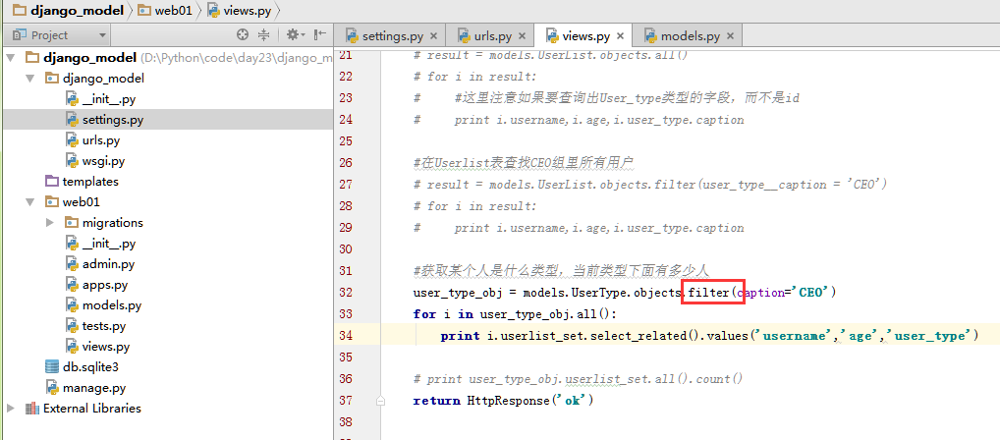 django_model web01 views.py
Project
settings.py urls.py views.py models.py
django_model (D:\Python\code\day23\django_m
django_model
__init__.py
settings.py
urls.py
wsgi.py
templates
web01
migrations
__init__.py
admin.py
apps.py
models.py
tests.py
views.py
db.sqlite3
manage.py
External Libraries
21 # result = models.UserList.objects.all()
22 # for i in result:
23 # #这里注意如果要查询出User_type类型的字段，而不是id
24 # print i.username,i.age,i.user_type.caption
25
26 #在Userlist表查找CEO组里所有用户
27 # result = models.UserList.objects.filter(user_type__caption = 'CEO')
28 # for i in result:
29 # print i.username,i.age,i.user_type.caption
30
31 #获取某个人是什么类型，当前类型下面有多少人
32 user_type_obj = models.UserType.objects.filter(caption='CEO')
33 for i in user_type_obj.all():
34 print i.userlist_set.select_related().values('username','age','user_type')
35
36 # print user_type_obj.userlist_set.all().count()
37 return HttpResponse('ok')
38